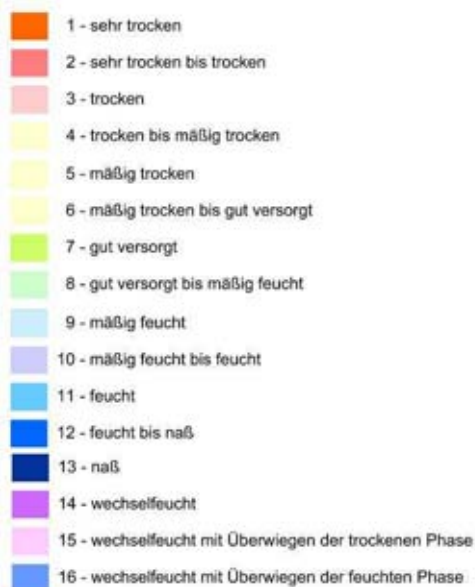 1 - sehr trocken
2 - sehr trocken bis trocken
3 - trocken
4 - trocken bis mäßig trocken
5 - mäßig trocken
6 - mäßig trocken bis gut versorgt
7 - gut versorgt
8 - gut versorgt bis mäßig feucht
9 - mäßig feucht
10 - mäßig feucht bis feucht
11 - feucht
12 - feucht bis naß
13 - naß
14 - wechselfeucht
15 - wechselfeucht mit Überwiegen der trockenen Phase
16 - wechselfeucht mit Überwiegen der feuchten Phase